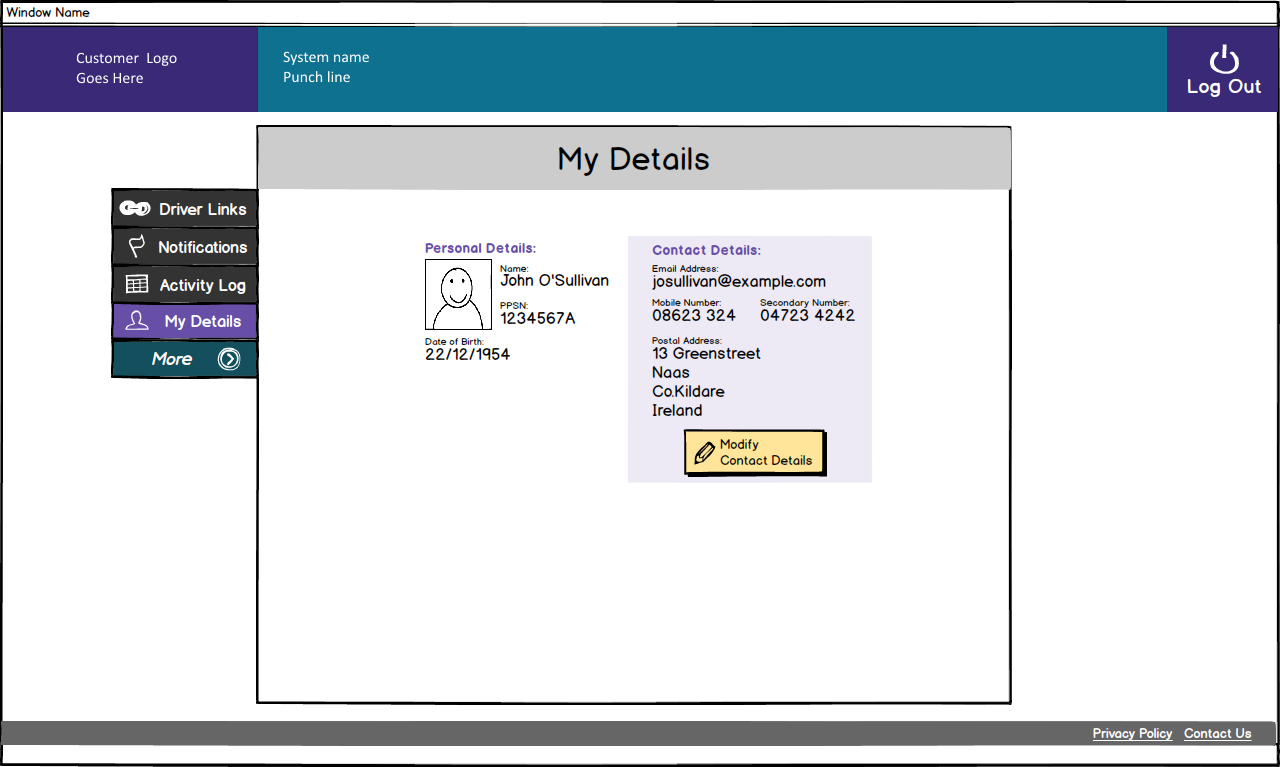 Window Name
Customer Logo
Goes Here
System name
Punch line
Log Out
My Details
Driver Links
Notifications
Activity Log
My Details
More
Personal Details:
Name:
John O'Sullivan
PPSN:
1234567A
Date of Birth:
22/12/1954
Contact Details:
Email Address:
josullivan@example.com
Mobile Number: Secondary Number:
08623 324 04723 4242
Postal Address:
13 Greenstreet
Naas
Co.Kildare
Ireland
Modify
Contact Details
Privacy Policy Contact Us